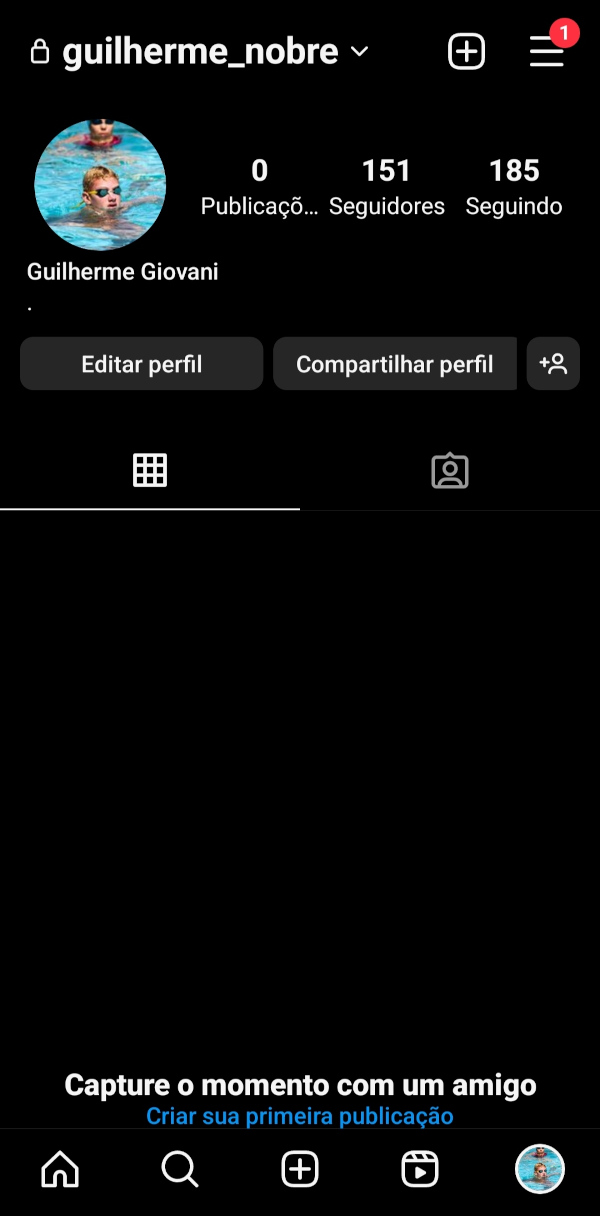 guilherme_nobre
1
0 151 185
Publicaçõ... Seguidores Seguindo
Guilherme Giovani
.
Editar perfil Compartilhar perfil
Capture o momento com um amigo
Criar sua primeira publicação